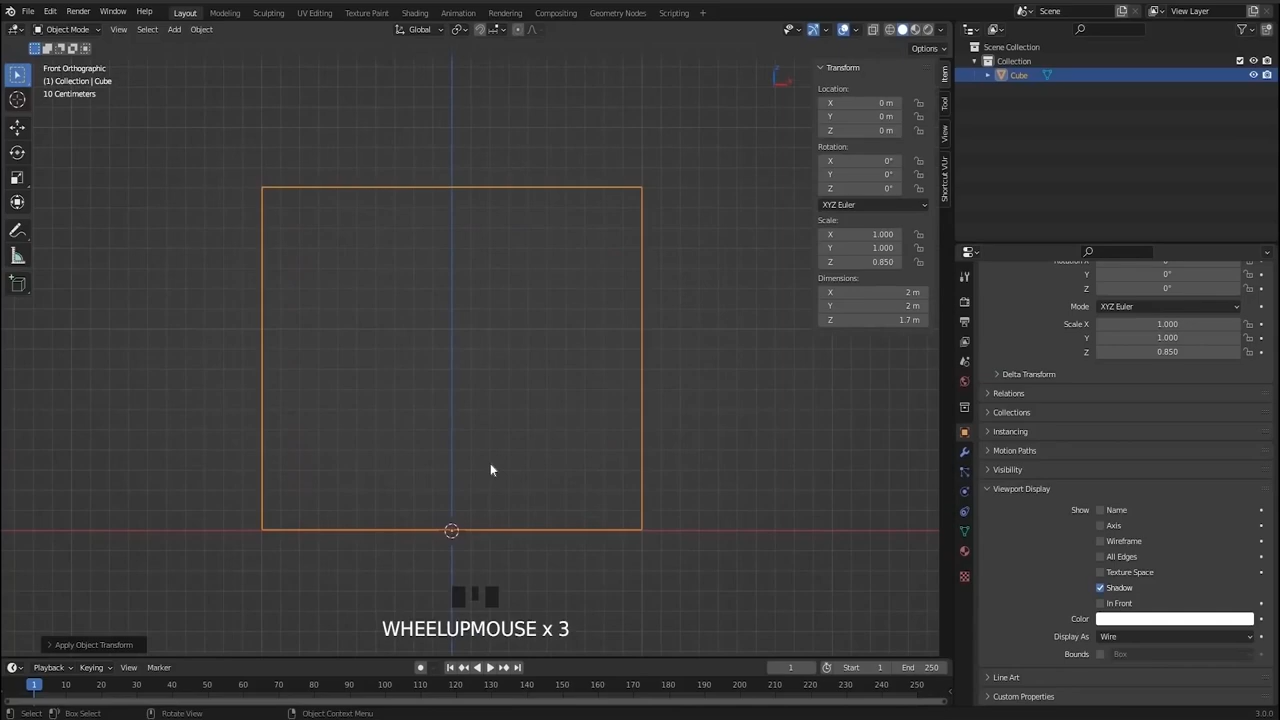 File Edit Render Window Help Layout Modeling Sculpting UV Editing Texture Paint Shading Animation Rendering Compositing Geometry Nodes Scripting Scene View Layer
Object Mode View Select Add Object Global
Options
Front Orthographic
(1) Collection | Cube
10 Centimeters
Transform
Location:
X 0 m
Y 0 m
Z 0 m
Rotation:
X 0°
Y 0°
Z 0°
XYZ Euler
Scale:
X 1.000
Y 1.000
Z 0.850
Dimensions:
X 2 m
Y 2 m
Z 1.7 m
Item
Tool
View
Shortcut VUr
Scene Collection
Collection
Cube
Y 0°
Z 0°
Mode XYZ Euler
Scale X 1.000
Y 1.000
Z 0.850
Delta Transform
Relations
Collections
Instancing
Motion Paths
Visibility
Viewport Display
Show Name
Axis
Wireframe
All Edges
Texture Space
Shadow
In Front
Color
Display As Wire
Bounds Box
Line Art
Custom Properties
WHEELUPMOUSE x 3
Apply Object Transform
Playback Keying View Marker 1 Start 1 End 250
1 10 20 30 40 50 60 70 80 90 100 110 120 130 140 150 160 170 180 190 200 210 220 230 240 250
Select Box Select Rotate View Object Context Menu 3.0.0